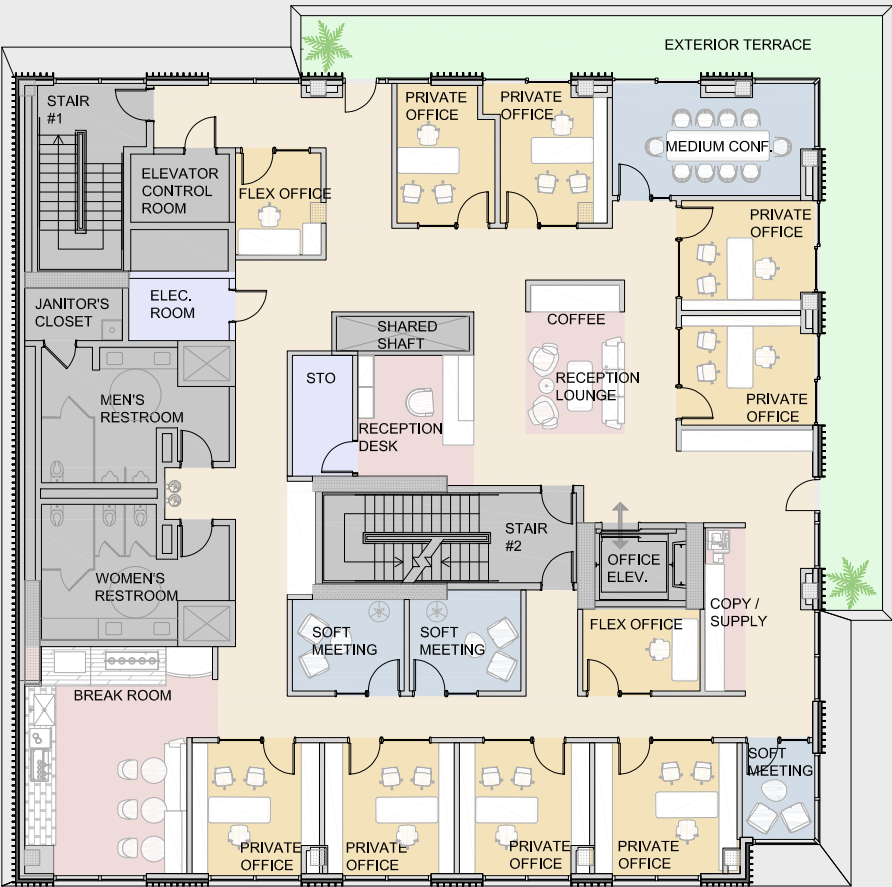 EXTERIOR TERRACE
STAIR
#1
PRIVATE
OFFICE
PRIVATE
OFFICE
MEDIUM CONF.
ELEVATOR
CONTROL
ROOM
FLEX OFFICE
PRIVATE
OFFICE
JANITOR'S
CLOSET
ELEC.
ROOM
SHARED
SHAFT
COFFEE
STO
RECEPTION
LOUNGE
PRIVATE
OFFICE
MEN'S
RESTROOM
RECEPTION
DESK
STAIR
#2
OFFICE
ELEV.
WOMEN'S
RESTROOM
COPY /
SUPPLY
SOFT
MEETING
SOFT
MEETING
FLEX OFFICE
BREAK ROOM
SOFT
MEETING
PRIVATE
OFFICE
PRIVATE
OFFICE
PRIVATE
OFFICE
PRIVATE
OFFICE